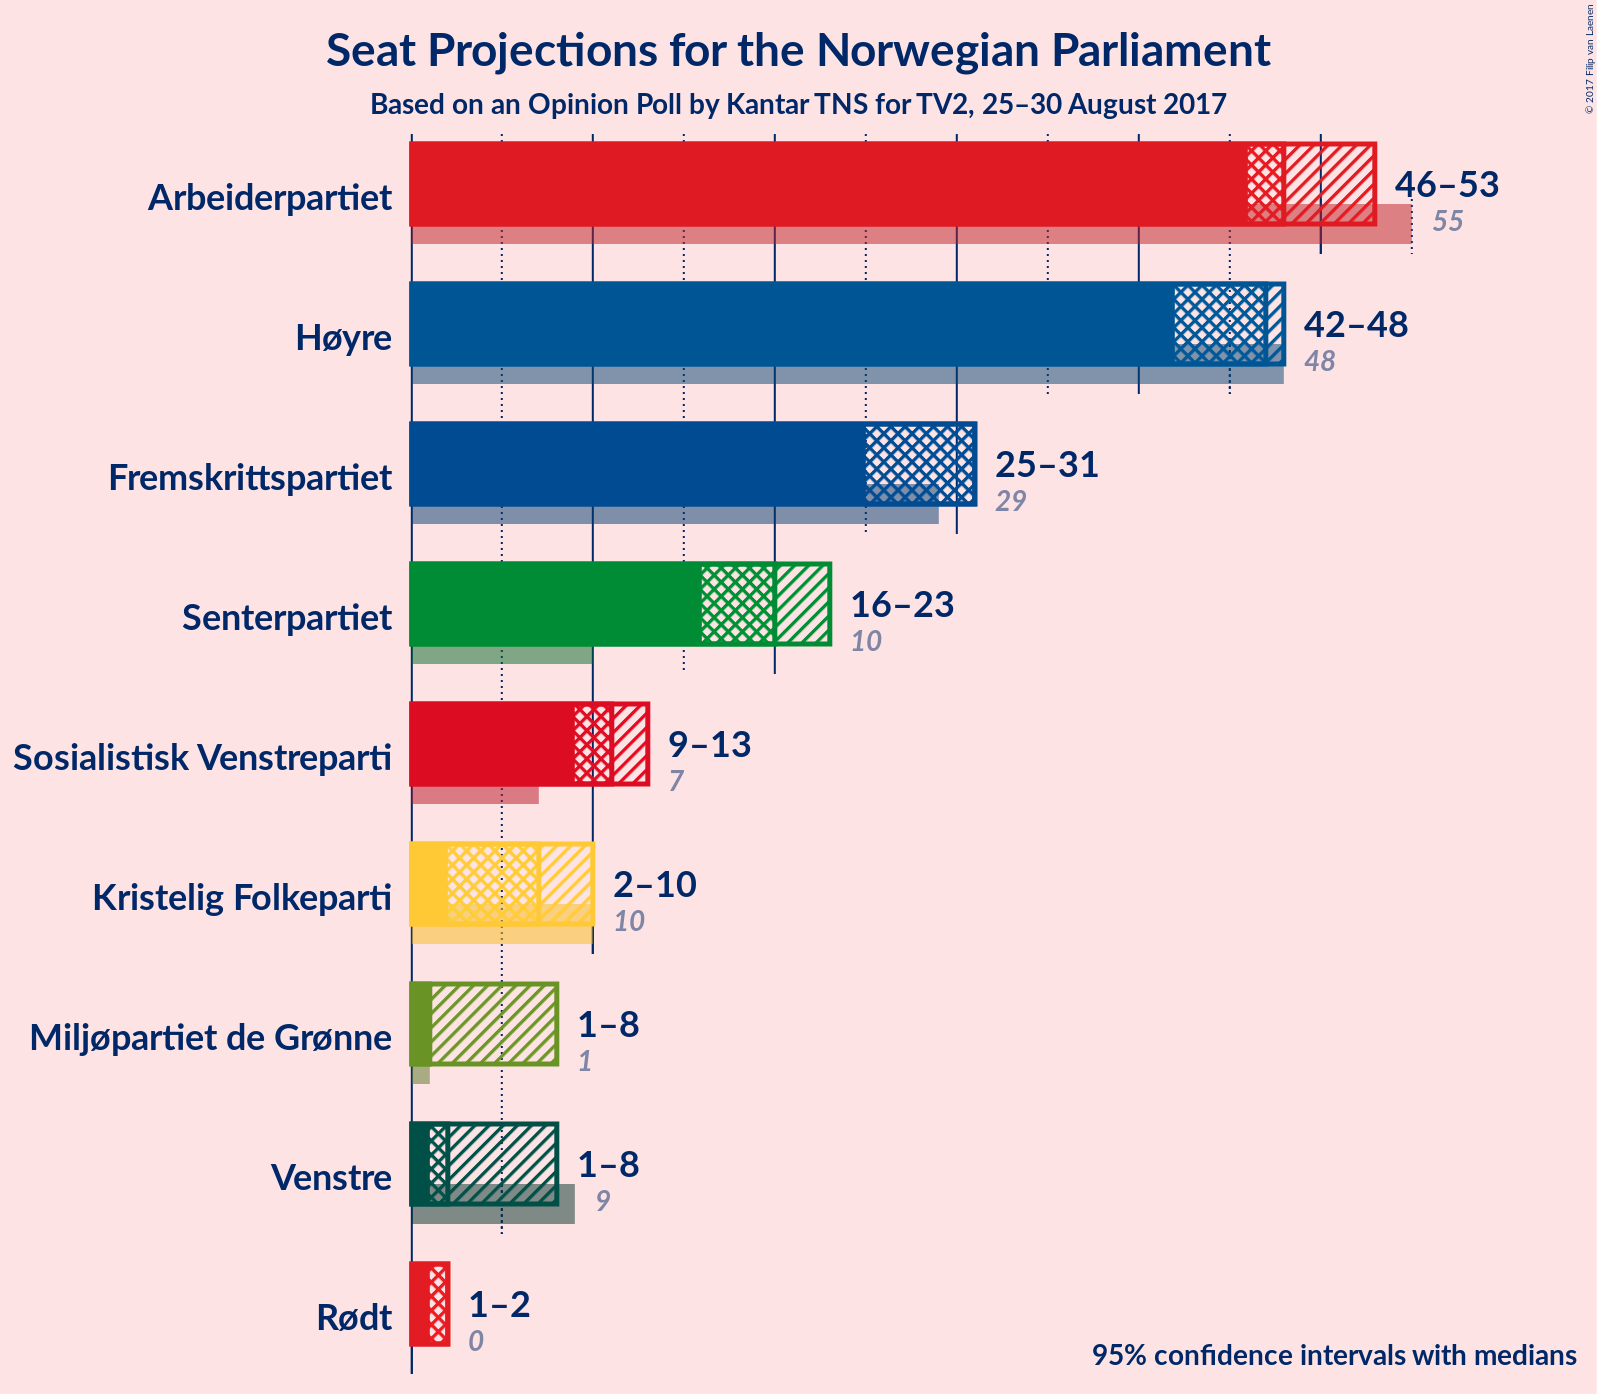 Seat Projections for the Norwegian Parliament
Based on an Opinion Poll by Kantar TNS for TV2, 25–30 August 2017
© 2017 Filip van Laenen
Arbeiderpartiet
46–53
55
Høyre
42–48
48
Fremskrittspartiet
25–31
29
Senterpartiet
16–23
10
Sosialistisk Venstreparti
9–13
7
Kristelig Folkeparti
2–10
10
Miljøpartiet de Grønne
1–8
1
Venstre
1–8
9
Rødt
1–2
0
95% confidence intervals with medians